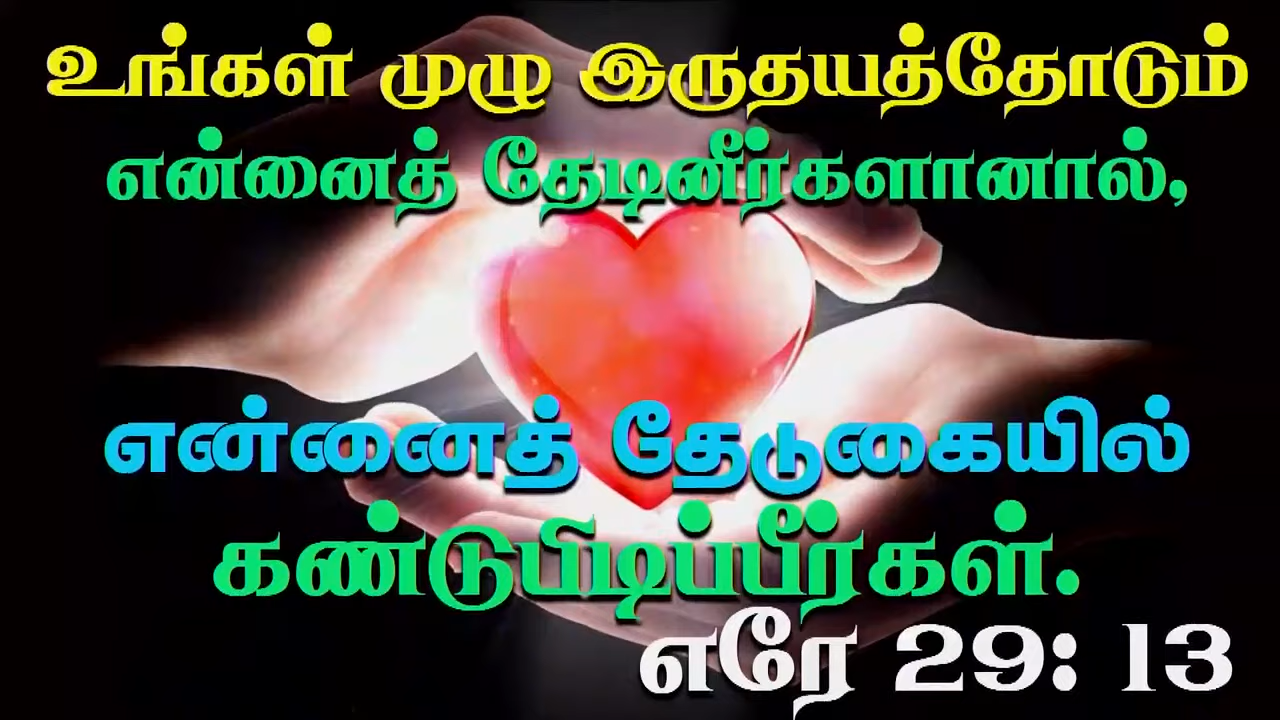 உங்கள் முழு இருதயத்தோடும்
என்னைத் தேடினீர்களானால்,
என்னைத் தேடுகையில்
கண்டுபிடிப்பீர்கள்.
எரே 29: 13